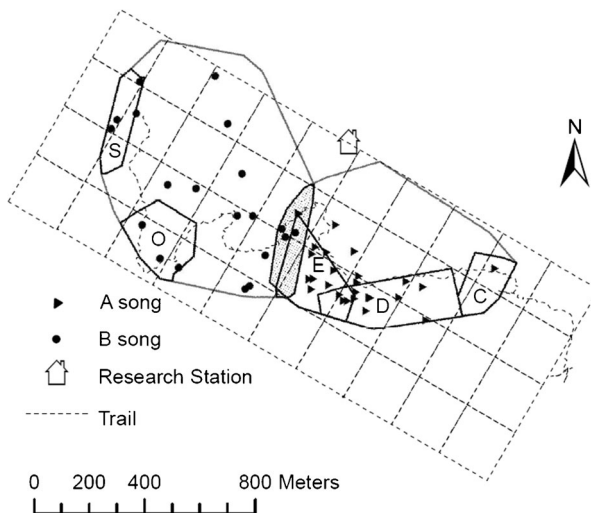 N
S
O
E
D
C
A song
B song
Research Station
Trail
0 200 400 800 Meters